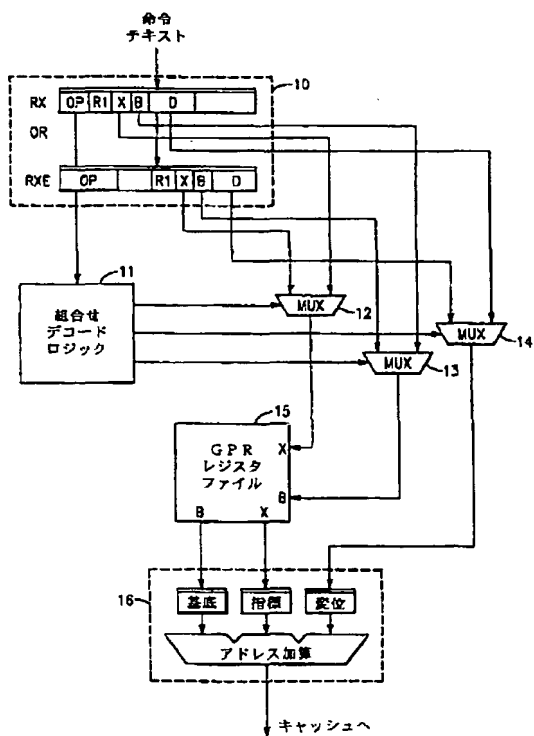 命令
テキスト
10
RX OP R1 X B D
OR
RXE OP R1 X B D
11
組合せ
デコード
ロジック
MUX
12
MUX
14
MUX
13
15
GPR
レジスタ
ファイル
X
B
B X
16
基底 指標 変位
アドレス加算
キャッシュへ